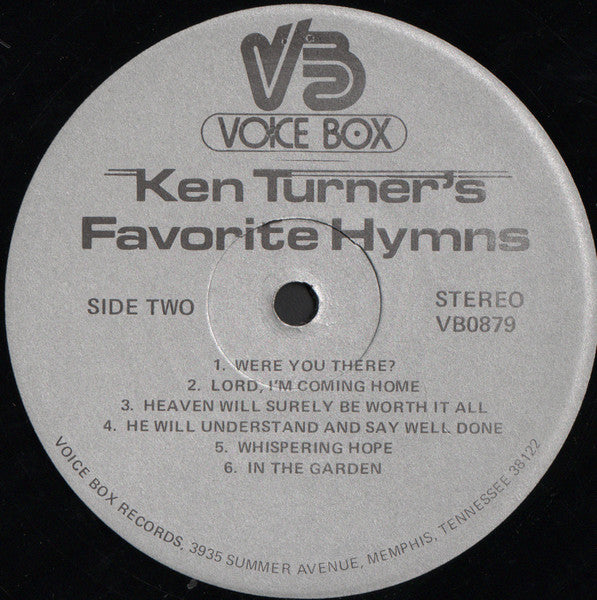 VB
VOICE BOX
Ken Turner's
Favorite Hymns
SIDE TWO
STEREO
VB0879
1. WERE YOU THERE?
2. LORD, I'M COMING HOME
3. HEAVEN WILL SURELY BE WORTH IT ALL
4. HE WILL UNDERSTAND AND SAY WELL DONE
5. WHISPERING HOPE
6. IN THE GARDEN
VOICE BOX RECORDS, 3935 SUMMER AVENUE, MEMPHIS, TENNESSEE 38122